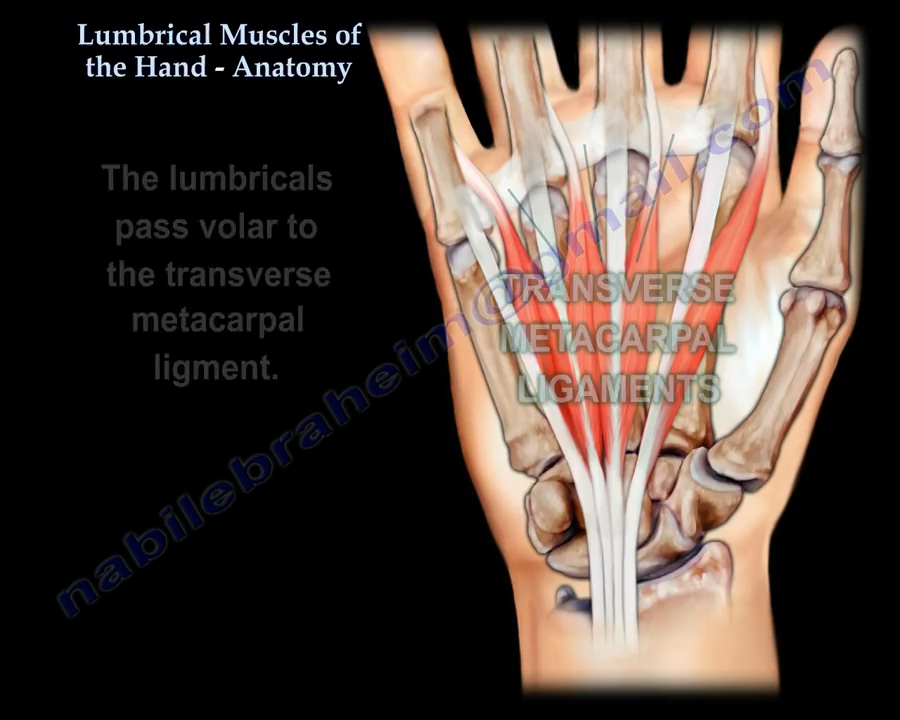 Lumbrical Muscles of
the Hand - Anatomy
The lumbricals
pass volar to
the transverse
metacarpal
ligment.
TRANSVERSE
METACARPAL
LIGAMENTS
nabilebraheim@gmail.com